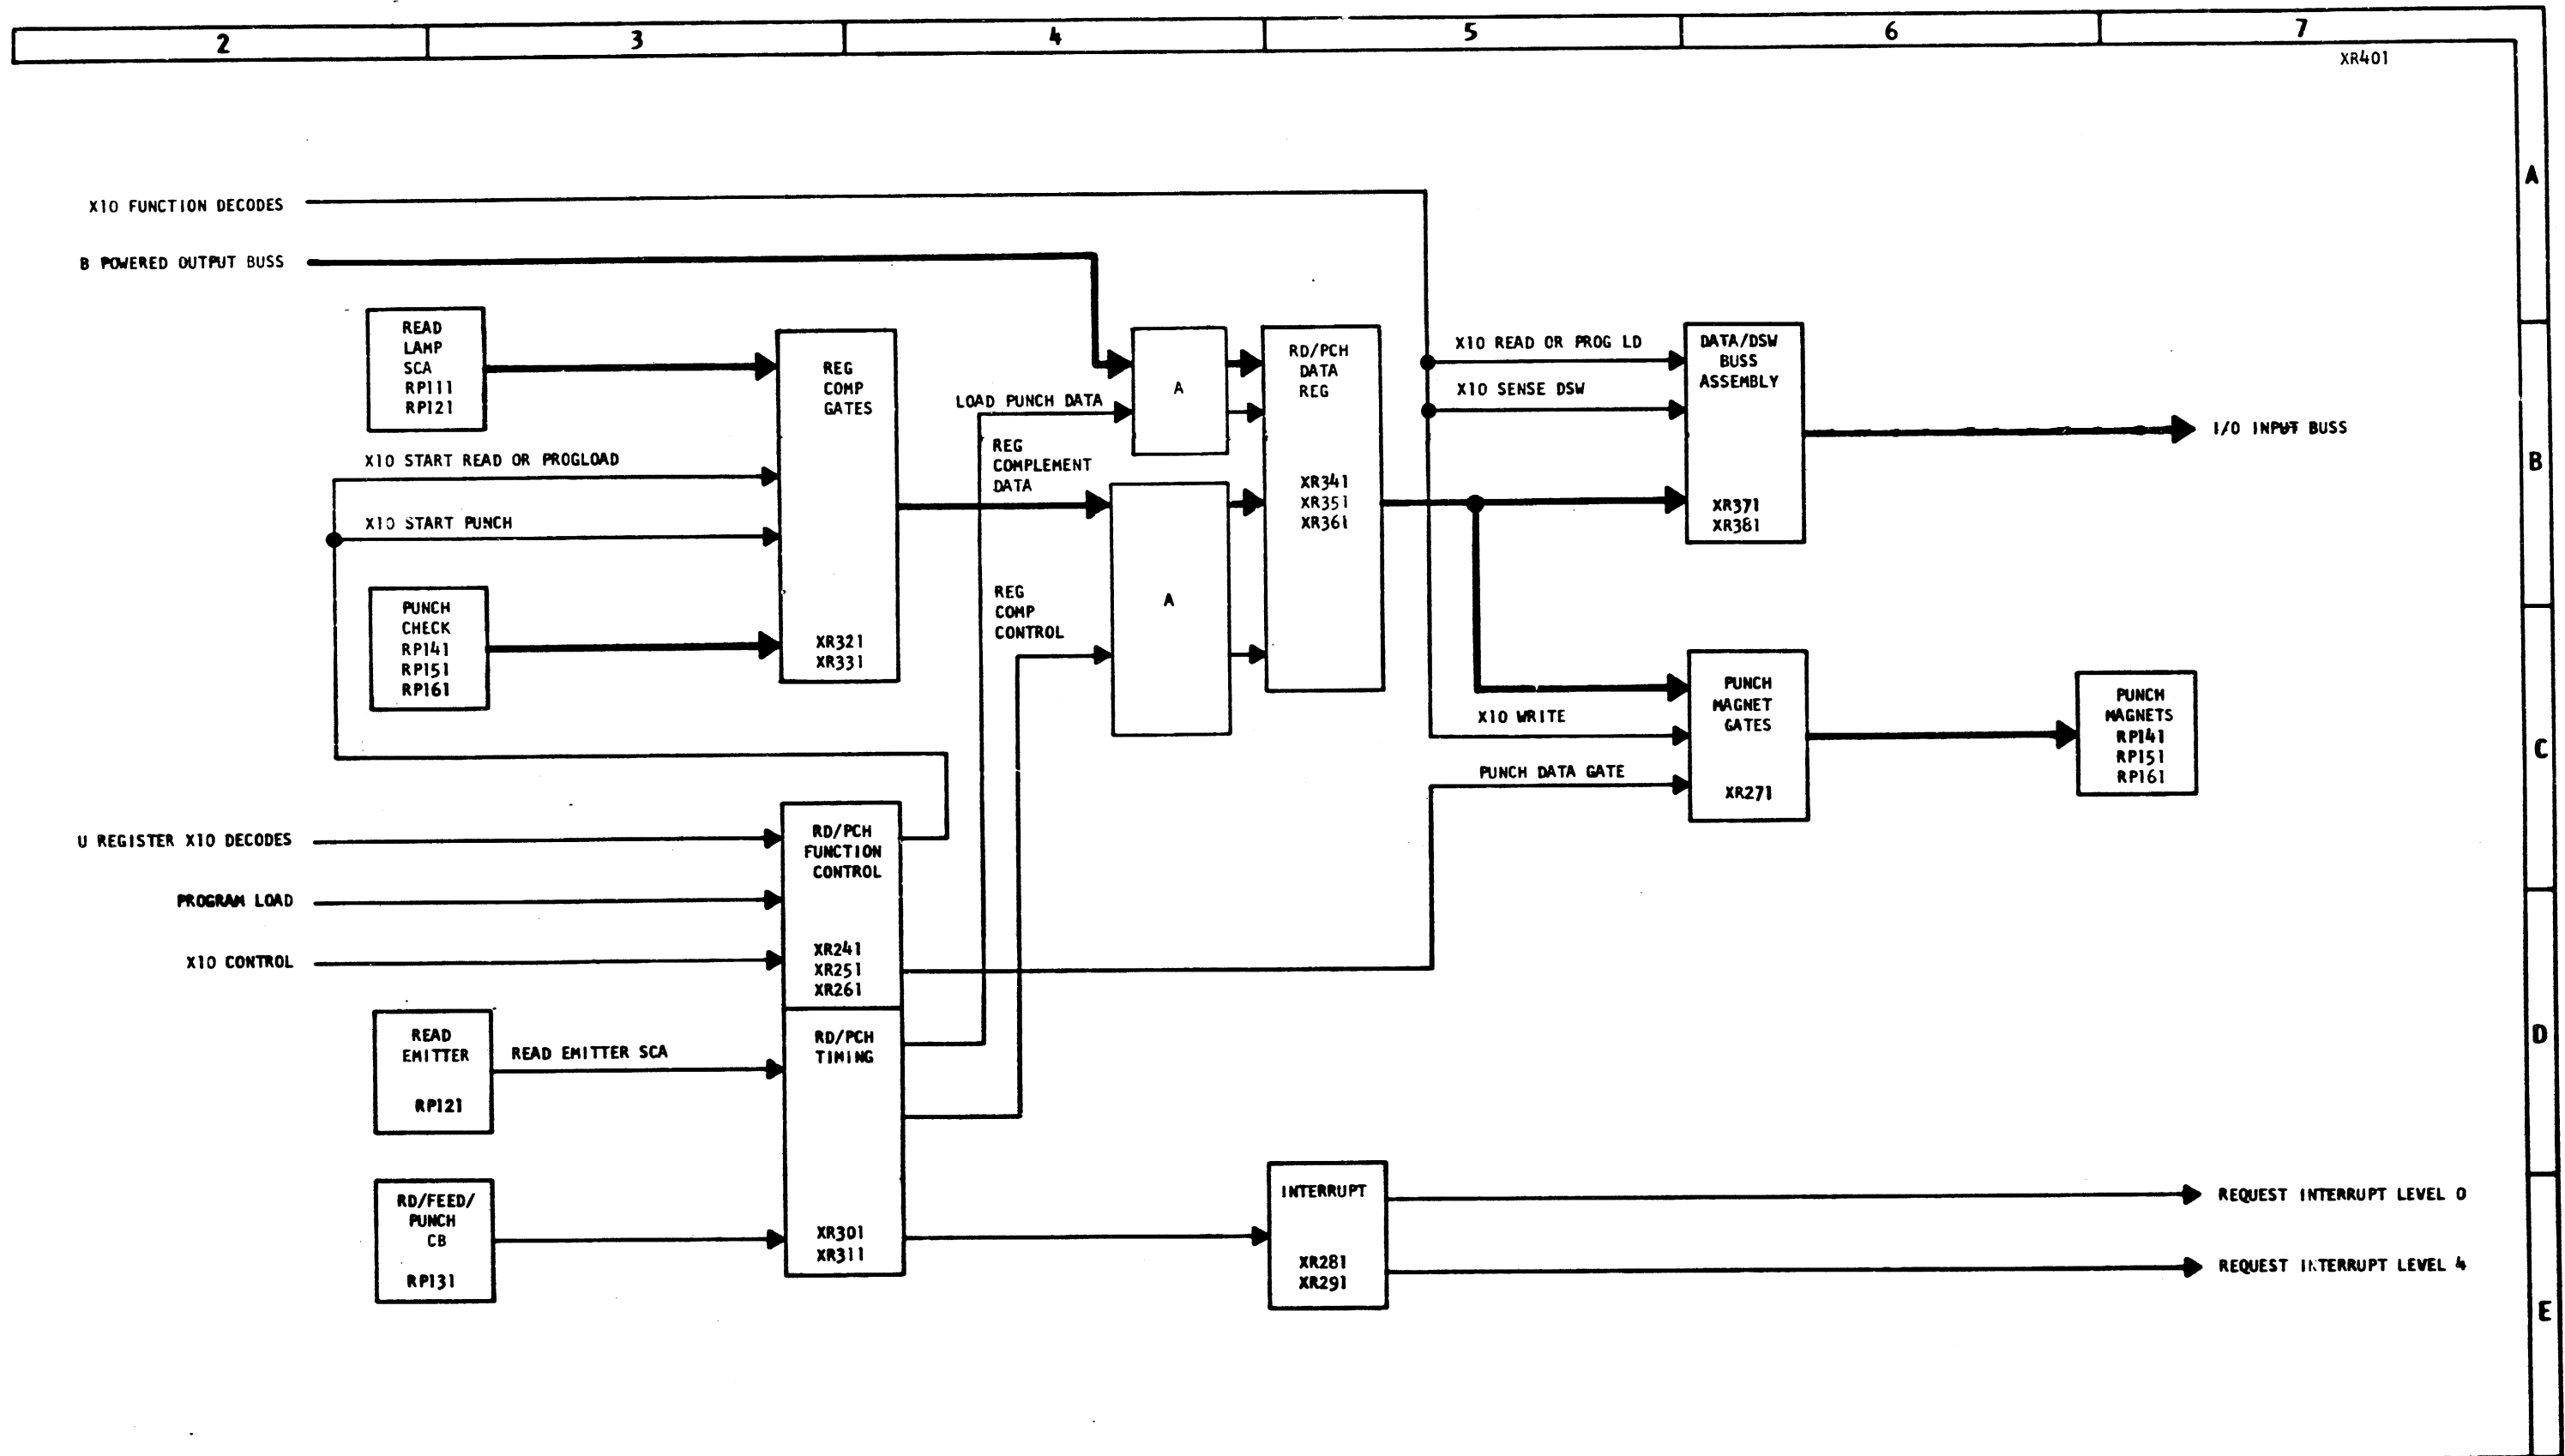 2 3 4 5 6 7
XR401
A
X10 FUNCTION DECODES
B POWERED OUTPUT BUSS
READ
LAMP
SCA
RP111
RP121
REG
COMP
GATES
XR321
XR331
X10 START READ OR PROGLOAD
X10 START PUNCH
PUNCH
CHECK
RP141
RP151
RP161
LOAD PUNCH DATA
REG
COMPLEMENT
DATA
REG
COMP
CONTROL
A
A
RD/PCH
DATA
REG
XR341
XR351
XR361
X10 READ OR PROG LD
X10 SENSE DSW
DATA/DSW
BUSS
ASSEMBLY
XR371
XR381
I/O INPUT BUSS
B
X10 WRITE
PUNCH DATA GATE
PUNCH
MAGNET
GATES
XR271
PUNCH
MAGNETS
RP141
RP151
RP161
C
U REGISTER X10 DECODES
PROGRAM LOAD
X10 CONTROL
RD/PCH
FUNCTION
CONTROL
XR241
XR251
XR261
READ
EMITTER
RP121
READ EMITTER SCA
RD/PCH
TIMING
XR301
XR311
D
RD/FEED/
PUNCH
CB
RP131
INTERRUPT
XR281
XR291
REQUEST INTERRUPT LEVEL 0
REQUEST INTERRUPT LEVEL 4
E